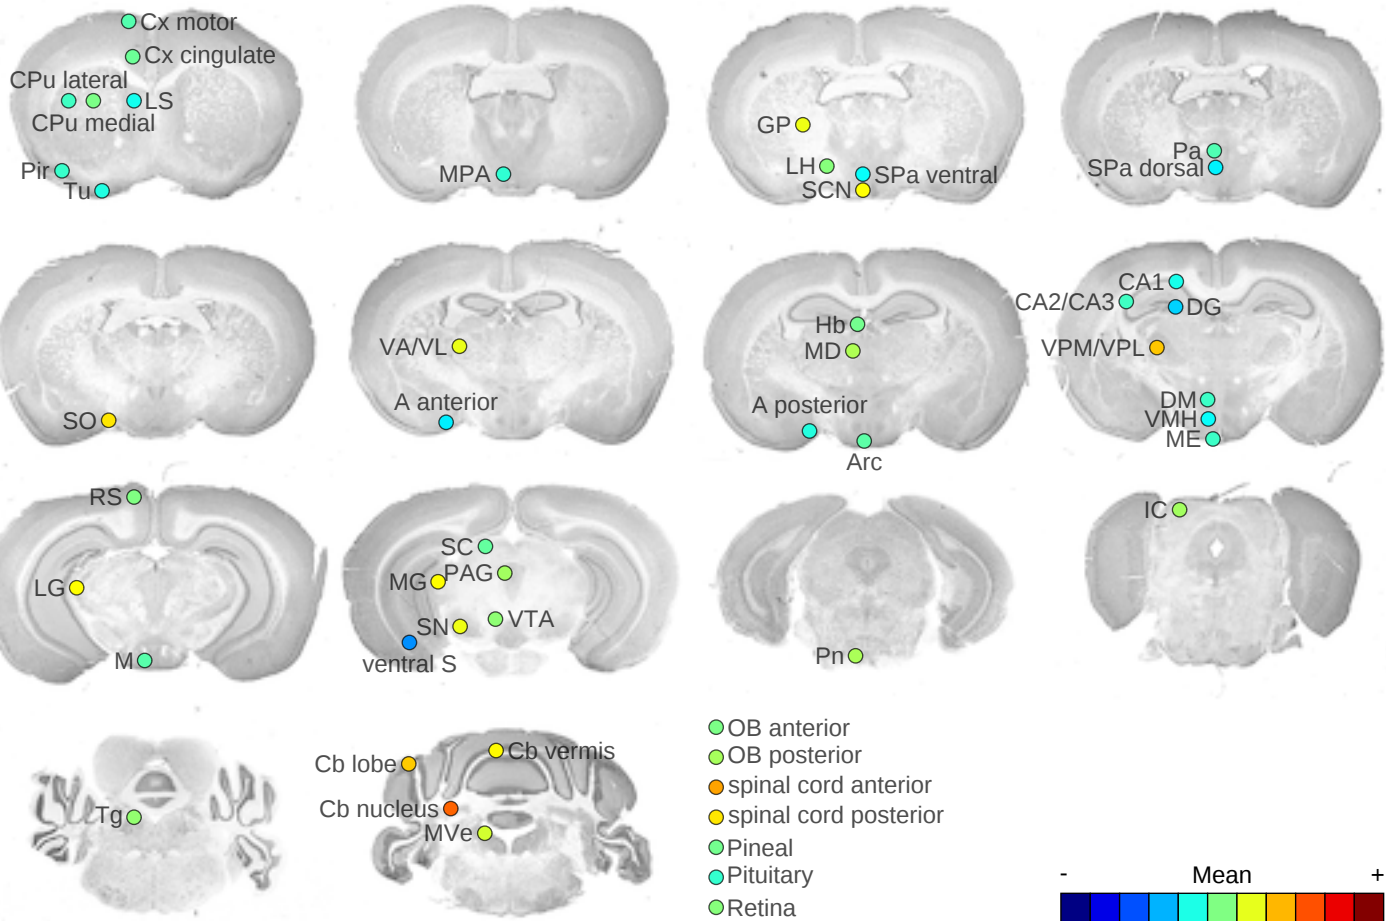 Cx motor
Cx cingulate
CPu lateral
LS
CPu medial
Pir
Tu
MPA
GP
LH
SPa ventral
SCN
Pa
SPa dorsal
SO
VA/VL
A anterior
Hb
MD
A posterior
Arc
CA1
CA2/CA3
DG
VPM/VPL
DM
VMH
ME
RS
LG
M
SC
PAG
MG
VTA
SN
ventral S
Pn
IC
Tg
Cb vermis
Cb lobe
Cb nucleus
MVe
OB anterior
OB posterior
spinal cord anterior
spinal cord posterior
Pineal
Pituitary
Retina
- Mean +